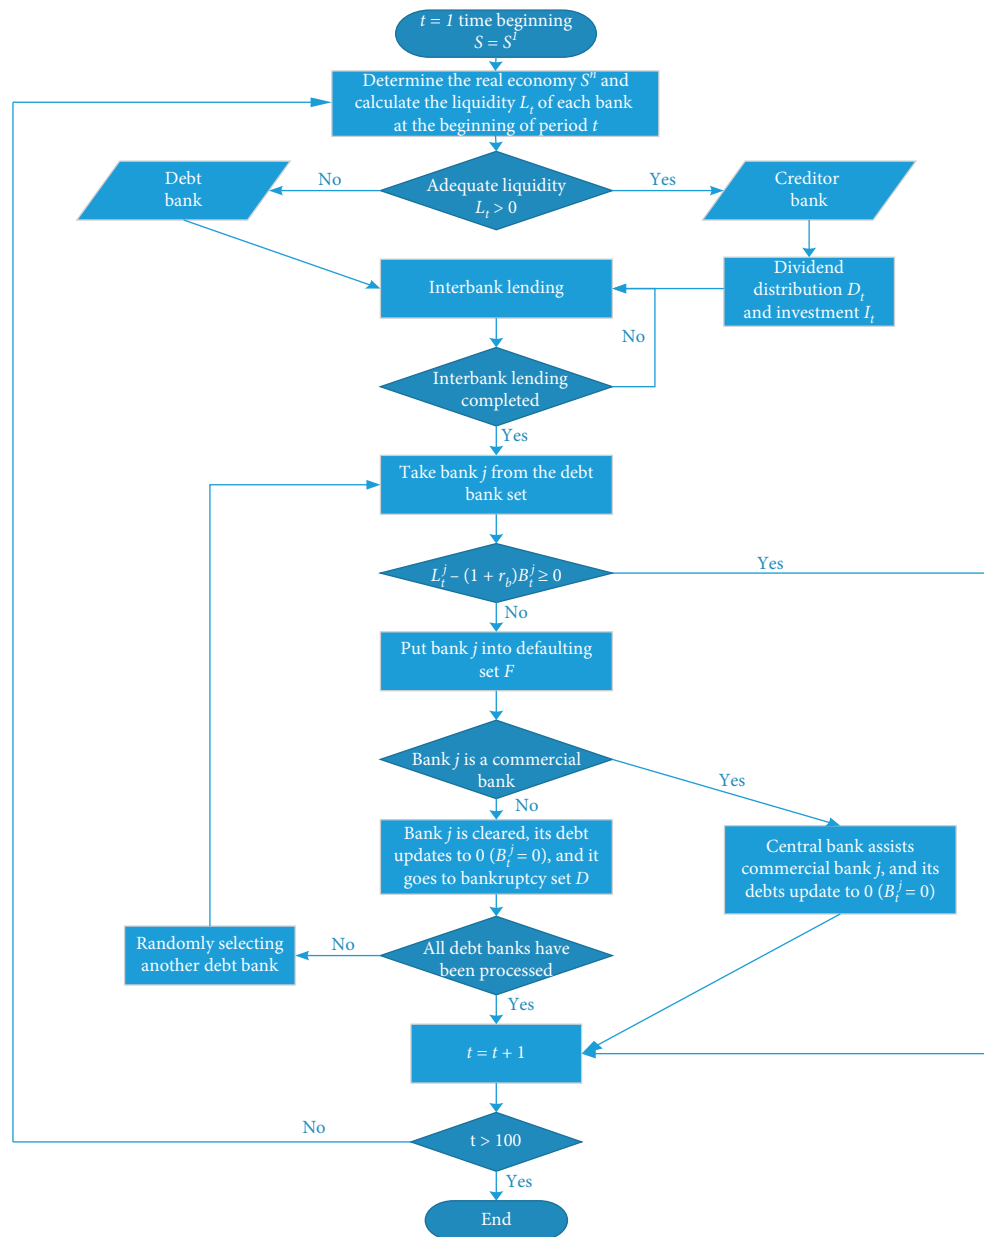 t = 1 time beginning
S = S^I
Determine the real economy S^n and
calculate the liquidity L_t of each bank
at the beginning of period t
Debt
bank
No
Adequate liquidity
L_t > 0
Yes
Creditor
bank
Interbank lending
Dividend
distribution D_t
and investment I_t
No
Interbank lending
completed
Yes
Take bank j from the debt
bank set
L_t^j – (1 + r_b)B_t^j ≥ 0
Yes
No
Put bank j into defaulting
set F
Bank j is a commercial
bank
Yes
No
Bank j is cleared, its debt
updates to 0 (B_t^j = 0), and it
goes to bankruptcy set D
Central bank assists
commercial bank j, and its
debts update to 0 (B_t^j = 0)
Randomly selecting
another debt bank
No
All debt banks have
been processed
Yes
t = t + 1
No
t > 100
Yes
End